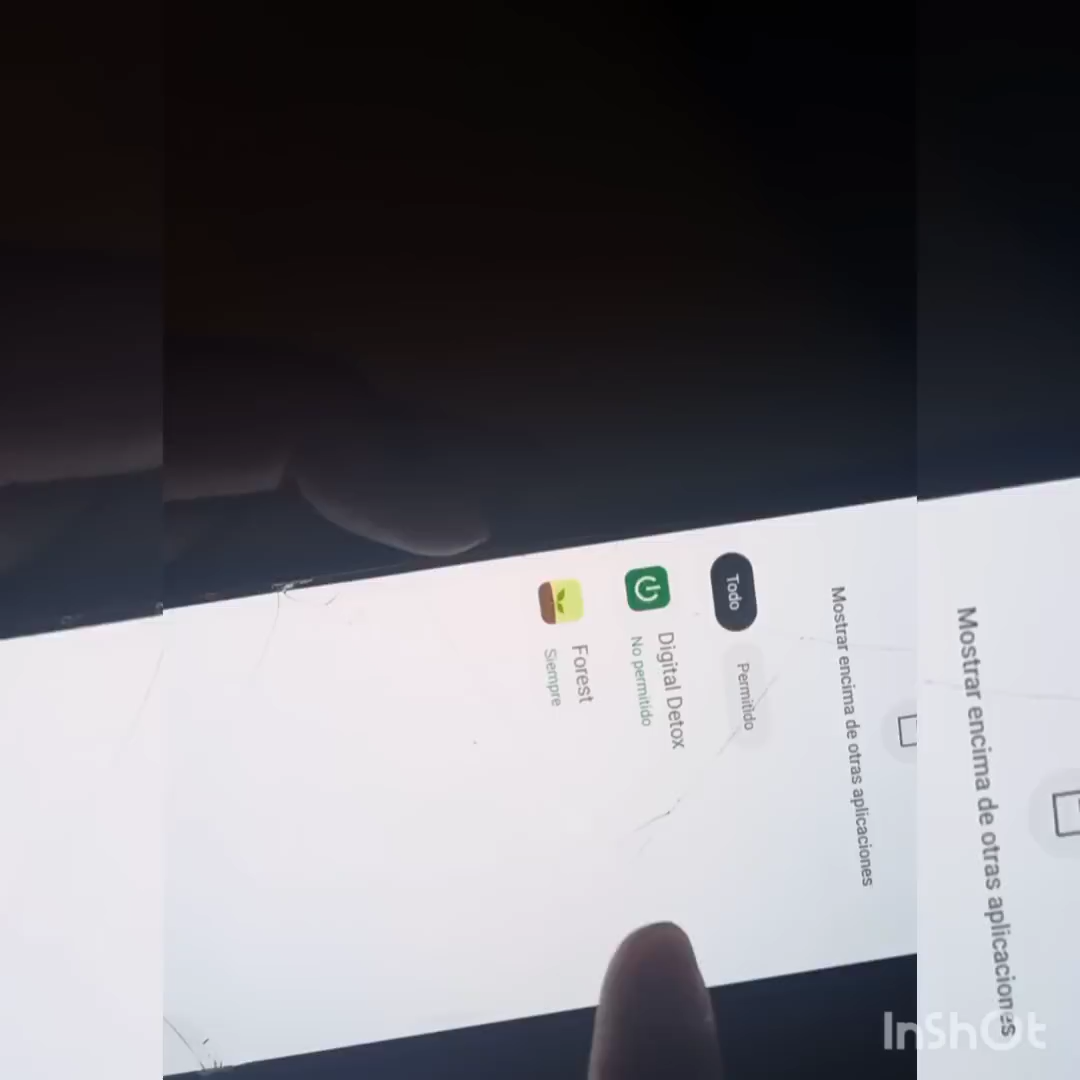 Mostrar encima de otras aplicaciones
Todo
Permitido
Digital Detox
No permitido
Forest
Siempre
Mostrar encima de otras aplicaciones
InShOt